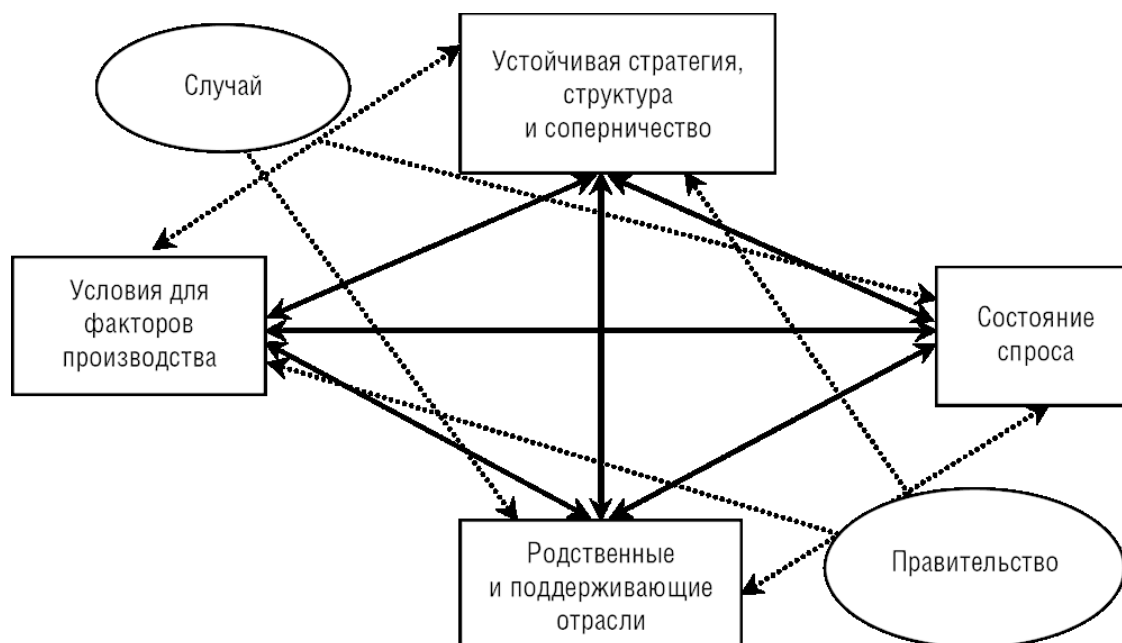 Случай
Устойчивая стратегия,
структура
и соперничество
Условия для
факторов
производства
Состояние
спроса
Родственные
и поддерживающие
отрасли
Правительство